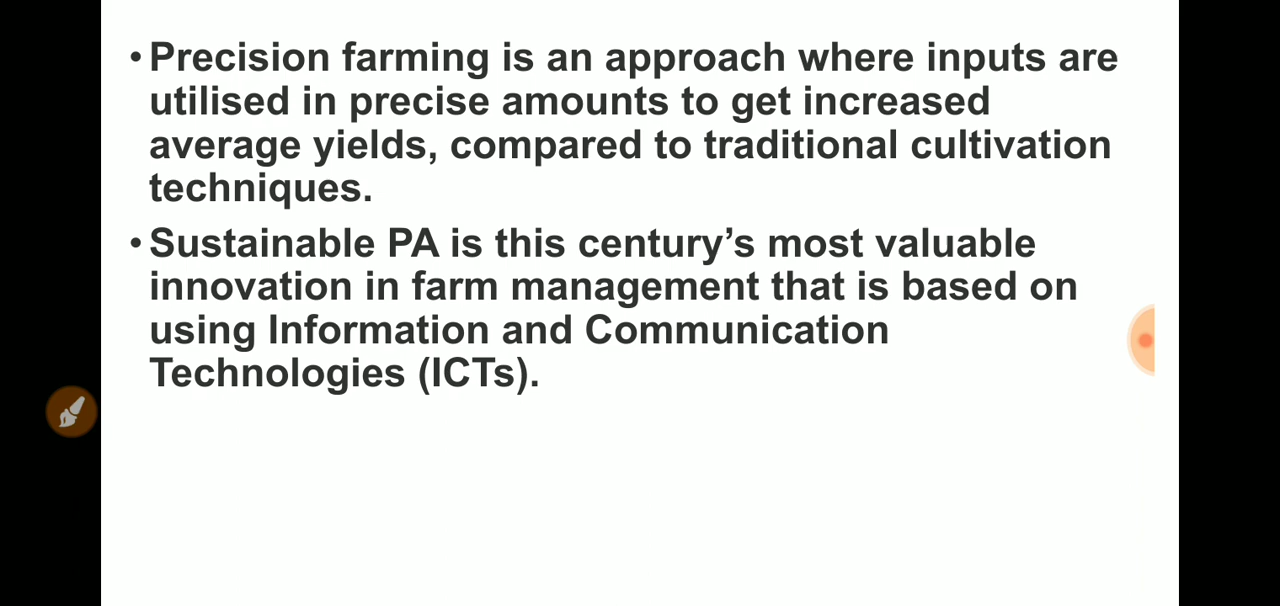 • Precision farming is an approach where inputs are
utilised in precise amounts to get increased
average yields, compared to traditional cultivation
techniques.
• Sustainable PA is this century’s most valuable
innovation in farm management that is based on
using Information and Communication
Technologies (ICTs).